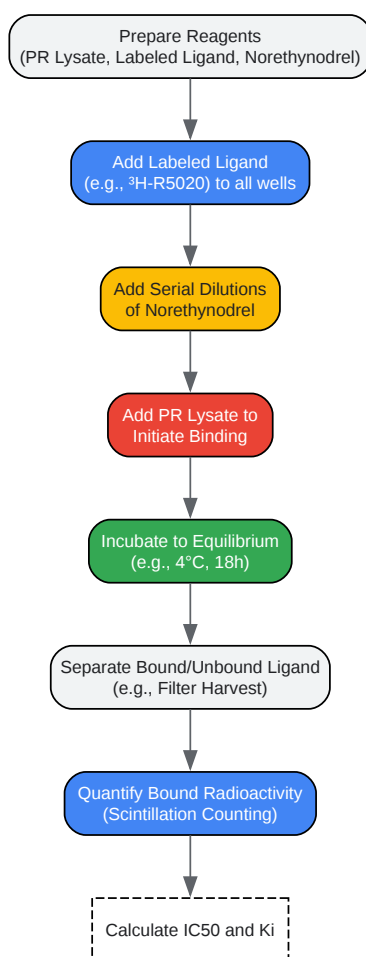 Prepare Reagents
(PR Lysate, Labeled Ligand, Norethynodrel)
Add Labeled Ligand
(e.g., ³H-R5020) to all wells
Add Serial Dilutions
of Norethynodrel
Add PR Lysate to
Initiate Binding
Incubate to Equilibrium
(e.g., 4°C, 18h)
Separate Bound/Unbound Ligand
(e.g., Filter Harvest)
Quantify Bound Radioactivity
(Scintillation Counting)
Calculate IC50 and Ki